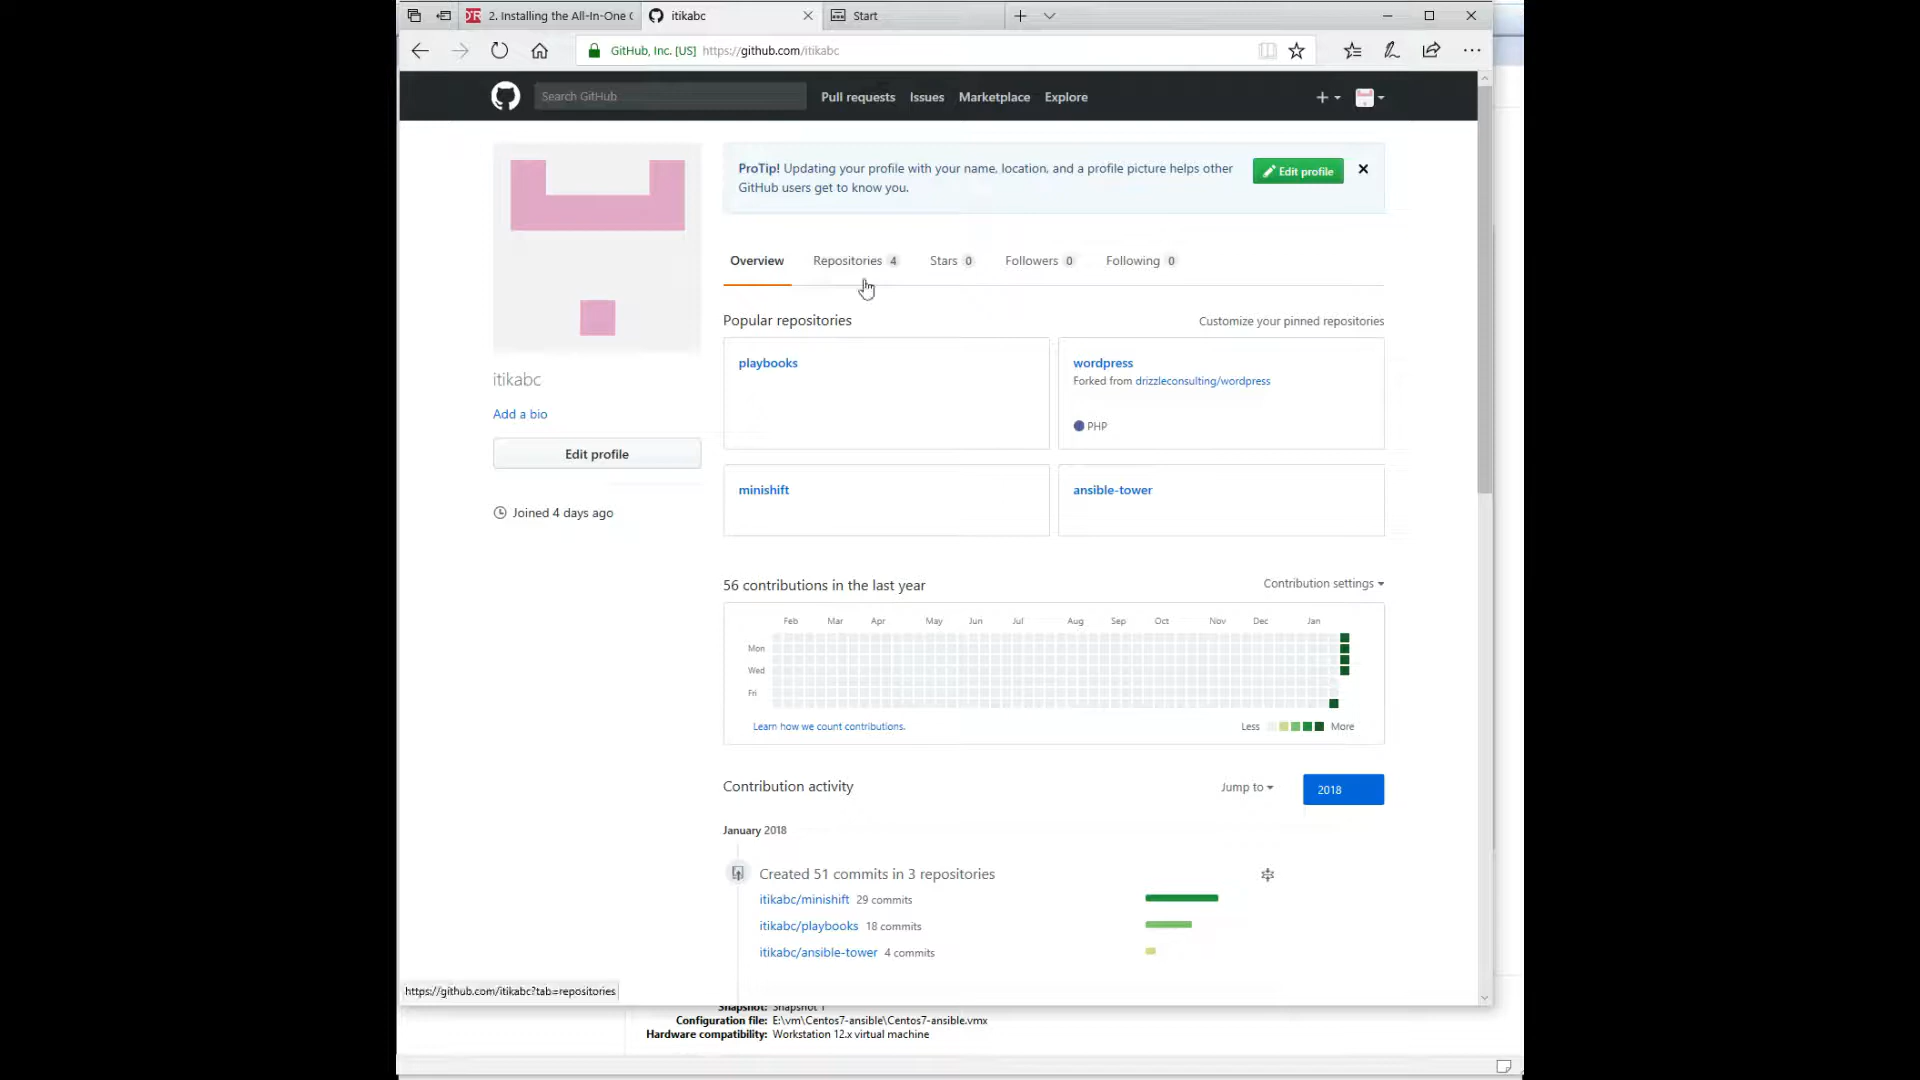 2. Installing the All-In-One
itikabc
Start
GitHub, Inc. [US] https://github.com/itikabc
Search GitHub
Pull requests Issues Marketplace Explore
ProTip! Updating your profile with your name, location, and a profile picture helps other
GitHub users get to know you.
Edit profile
Overview Repositories 4 Stars 0 Followers 0 Following 0
Popular repositories
Customize your pinned repositories
playbooks
wordpress
Forked from drizzleconsulting/wordpress
PHP
minishift
ansible-tower
itikabc
Add a bio
Edit profile
Joined 4 days ago
56 contributions in the last year
Contribution settings
Feb Mar Apr May Jun Jul Aug Sep Oct Nov Dec Jan
Mon
Wed
Fri
Learn how we count contributions.
Less More
Contribution activity
Jump to
2018
January 2018
Created 51 commits in 3 repositories
itikabc/minishift 29 commits
itikabc/playbooks 18 commits
itikabc/ansible-tower 4 commits
https://github.com/itikabc?tab=repositories
Snapshot: Snapshot 1
Configuration file: E:\vm\Centos7-ansible\Centos7-ansible.vmx
Hardware compatibility: Workstation 12.x virtual machine